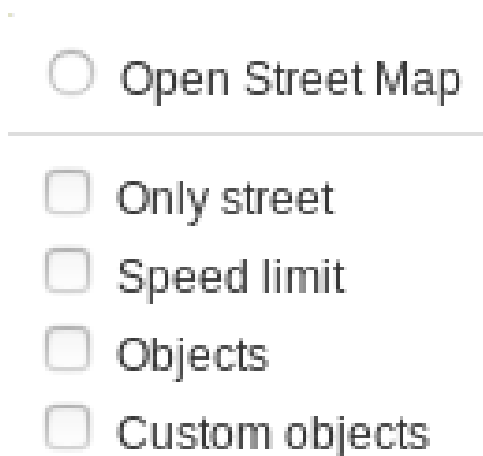 Open Street Map
Only street
Speed limit
Objects
Custom objects